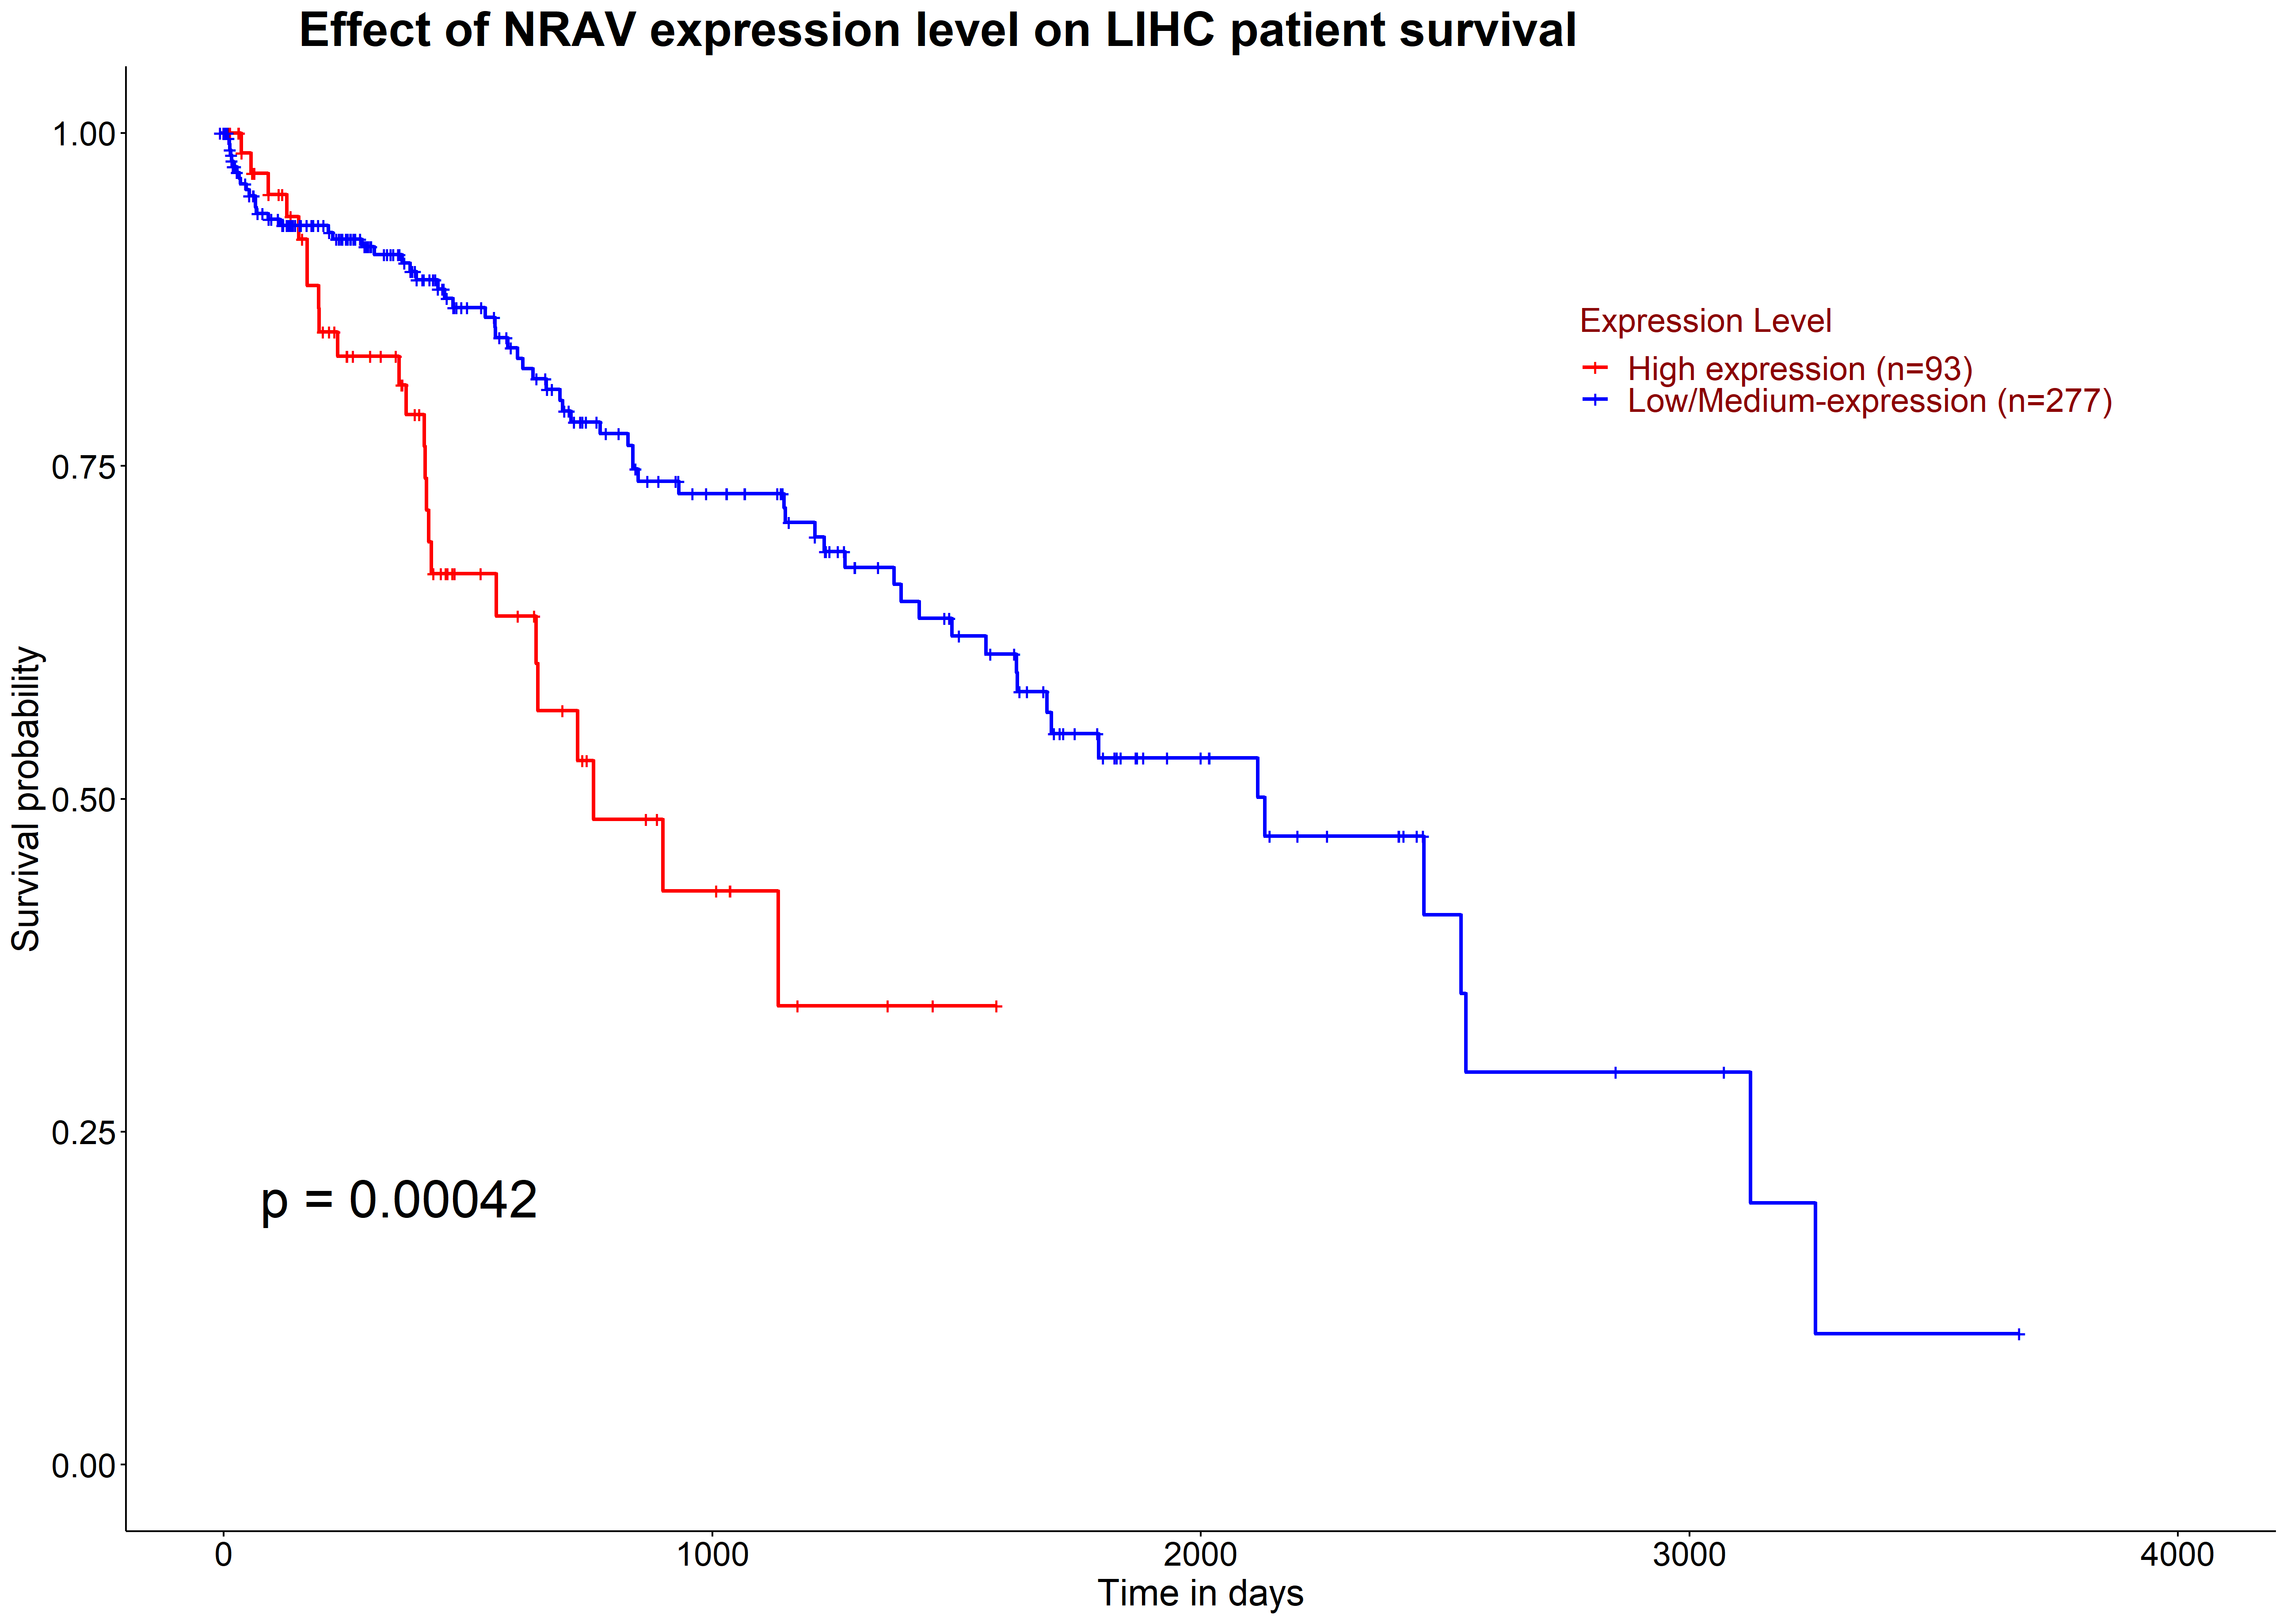 Effect of NRAV expression level on LIHC patient survival
1.00
0.75
0.50
0.25
0.00
Survival probability
Expression Level
High expression (n=93)
Low/Medium-expression (n=277)
p = 0.00042
0 1000 2000 3000 4000
Time in days